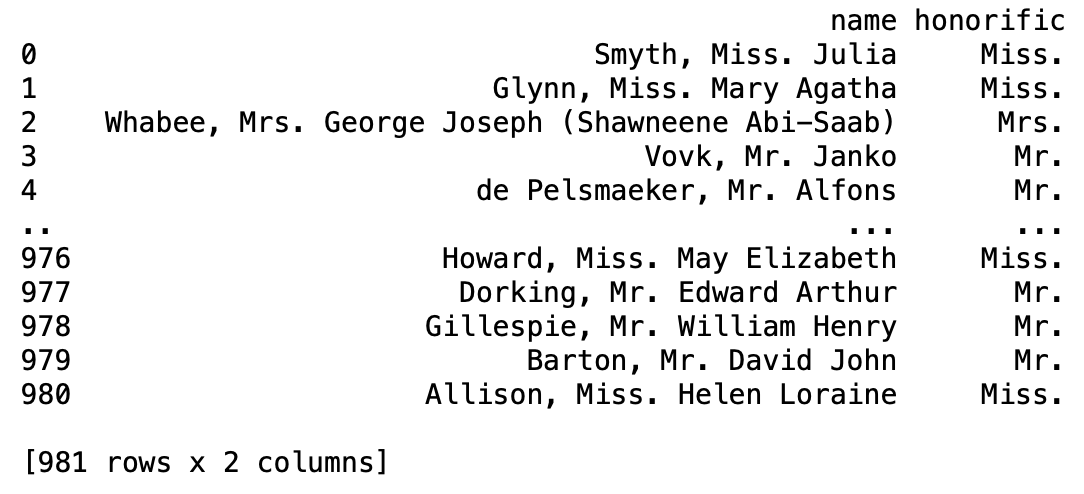 name honorific
0 Smyth, Miss. Julia Miss.
1 Glynn, Miss. Mary Agatha Miss.
2 Whabee, Mrs. George Joseph (Shawneene Abi-Saab) Mrs.
3 Vovk, Mr. Janko Mr.
4 de Pelsmaeker, Mr. Alfons Mr.
.. ... ...
976 Howard, Miss. May Elizabeth Miss.
977 Dorking, Mr. Edward Arthur Mr.
978 Gillespie, Mr. William Henry Mr.
979 Barton, Mr. David John Mr.
980 Allison, Miss. Helen Loraine Miss.
[981 rows x 2 columns]